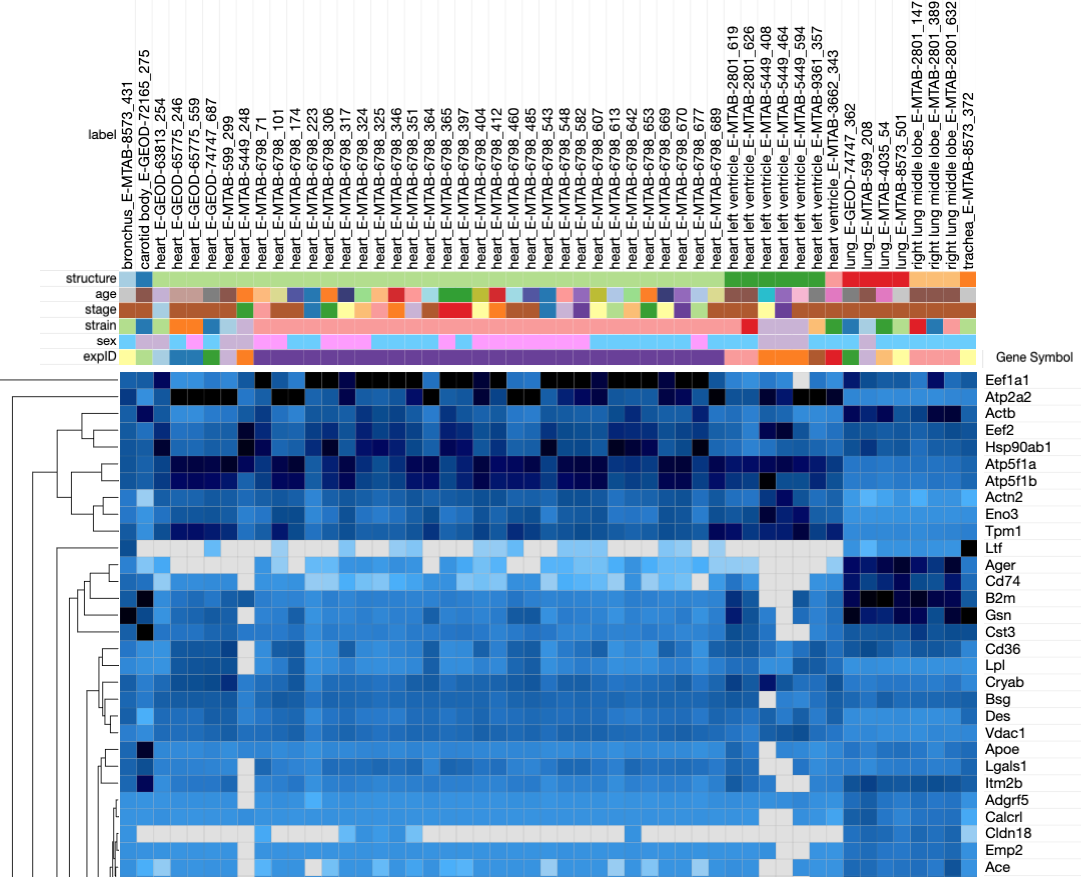 label
bronchus_E-MTAB-8573_431
carotid body_E-GEOD-72165_275
heart_E-GEOD-63813_254
heart_E-GEOD-65775_246
heart_E-GEOD-65775_559
heart_E-GEOD-74747_687
heart_E-MTAB-599_299
heart_E-MTAB-5449_248
heart_E-MTAB-6798_71
heart_E-MTAB-6798_101
heart_E-MTAB-6798_174
heart_E-MTAB-6798_223
heart_E-MTAB-6798_306
heart_E-MTAB-6798_317
heart_E-MTAB-6798_324
heart_E-MTAB-6798_325
heart_E-MTAB-6798_346
heart_E-MTAB-6798_351
heart_E-MTAB-6798_364
heart_E-MTAB-6798_365
heart_E-MTAB-6798_397
heart_E-MTAB-6798_404
heart_E-MTAB-6798_412
heart_E-MTAB-6798_460
heart_E-MTAB-6798_485
heart_E-MTAB-6798_543
heart_E-MTAB-6798_548
heart_E-MTAB-6798_582
heart_E-MTAB-6798_607
heart_E-MTAB-6798_613
heart_E-MTAB-6798_642
heart_E-MTAB-6798_653
heart_E-MTAB-6798_669
heart_E-MTAB-6798_670
heart_E-MTAB-6798_677
heart_E-MTAB-6798_689
heart left ventricle_E-MTAB-2801_619
heart left ventricle_E-MTAB-2801_626
heart left ventricle_E-MTAB-5449_408
heart left ventricle_E-MTAB-5449_464
heart left ventricle_E-MTAB-5449_594
heart left ventricle_E-MTAB-9361_357
heart ventricle_E-MTAB-3662_343
lung_E-GEOD-74747_362
lung_E-MTAB-599_208
lung_E-MTAB-4035_54
lung_E-MTAB-8573_501
right lung middle lobe_E-MTAB-2801_147
right lung middle lobe_E-MTAB-2801_389
right lung middle lobe_E-MTAB-2801_632
trachea_E-MTAB-8573_372
structure
age
stage
strain
sex
expID
Gene Symbol
Eef1a1
Atp2a2
Actb
Eef2
Hsp90ab1
Atp5f1a
Atp5f1b
Actn2
Eno3
Tpm1
Ltf
Ager
Cd74
B2m
Gsn
Cst3
Cd36
Lpl
Cryab
Bsg
Des
Vdac1
Apoe
Lgals1
Itm2b
Adgrf5
Calcrl
Cldn18
Emp2
Ace